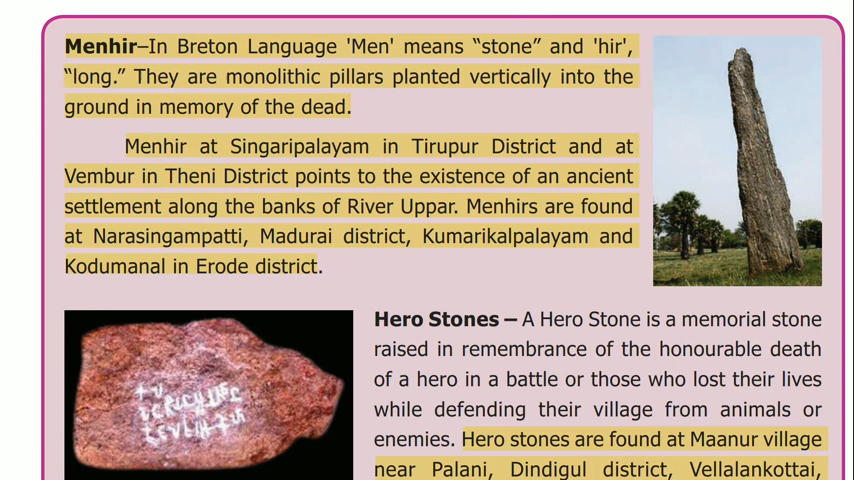 Menhir–In Breton Language 'Men' means “stone” and 'hir',
“long.” They are monolithic pillars planted vertically into the
ground in memory of the dead.
Menhir at Singaripalayam in Tirupur District and at
Vembur in Theni District points to the existence of an ancient
settlement along the banks of River Uppar. Menhirs are found
at Narasingampatti, Madurai district, Kumarikalpalayam and
Kodumanal in Erode district.
Hero Stones – A Hero Stone is a memorial stone
raised in remembrance of the honourable death
of a hero in a battle or those who lost their lives
while defending their village from animals or
enemies. Hero stones are found at Maanur village
near Palani, Dindigul district, Vellalankottai,